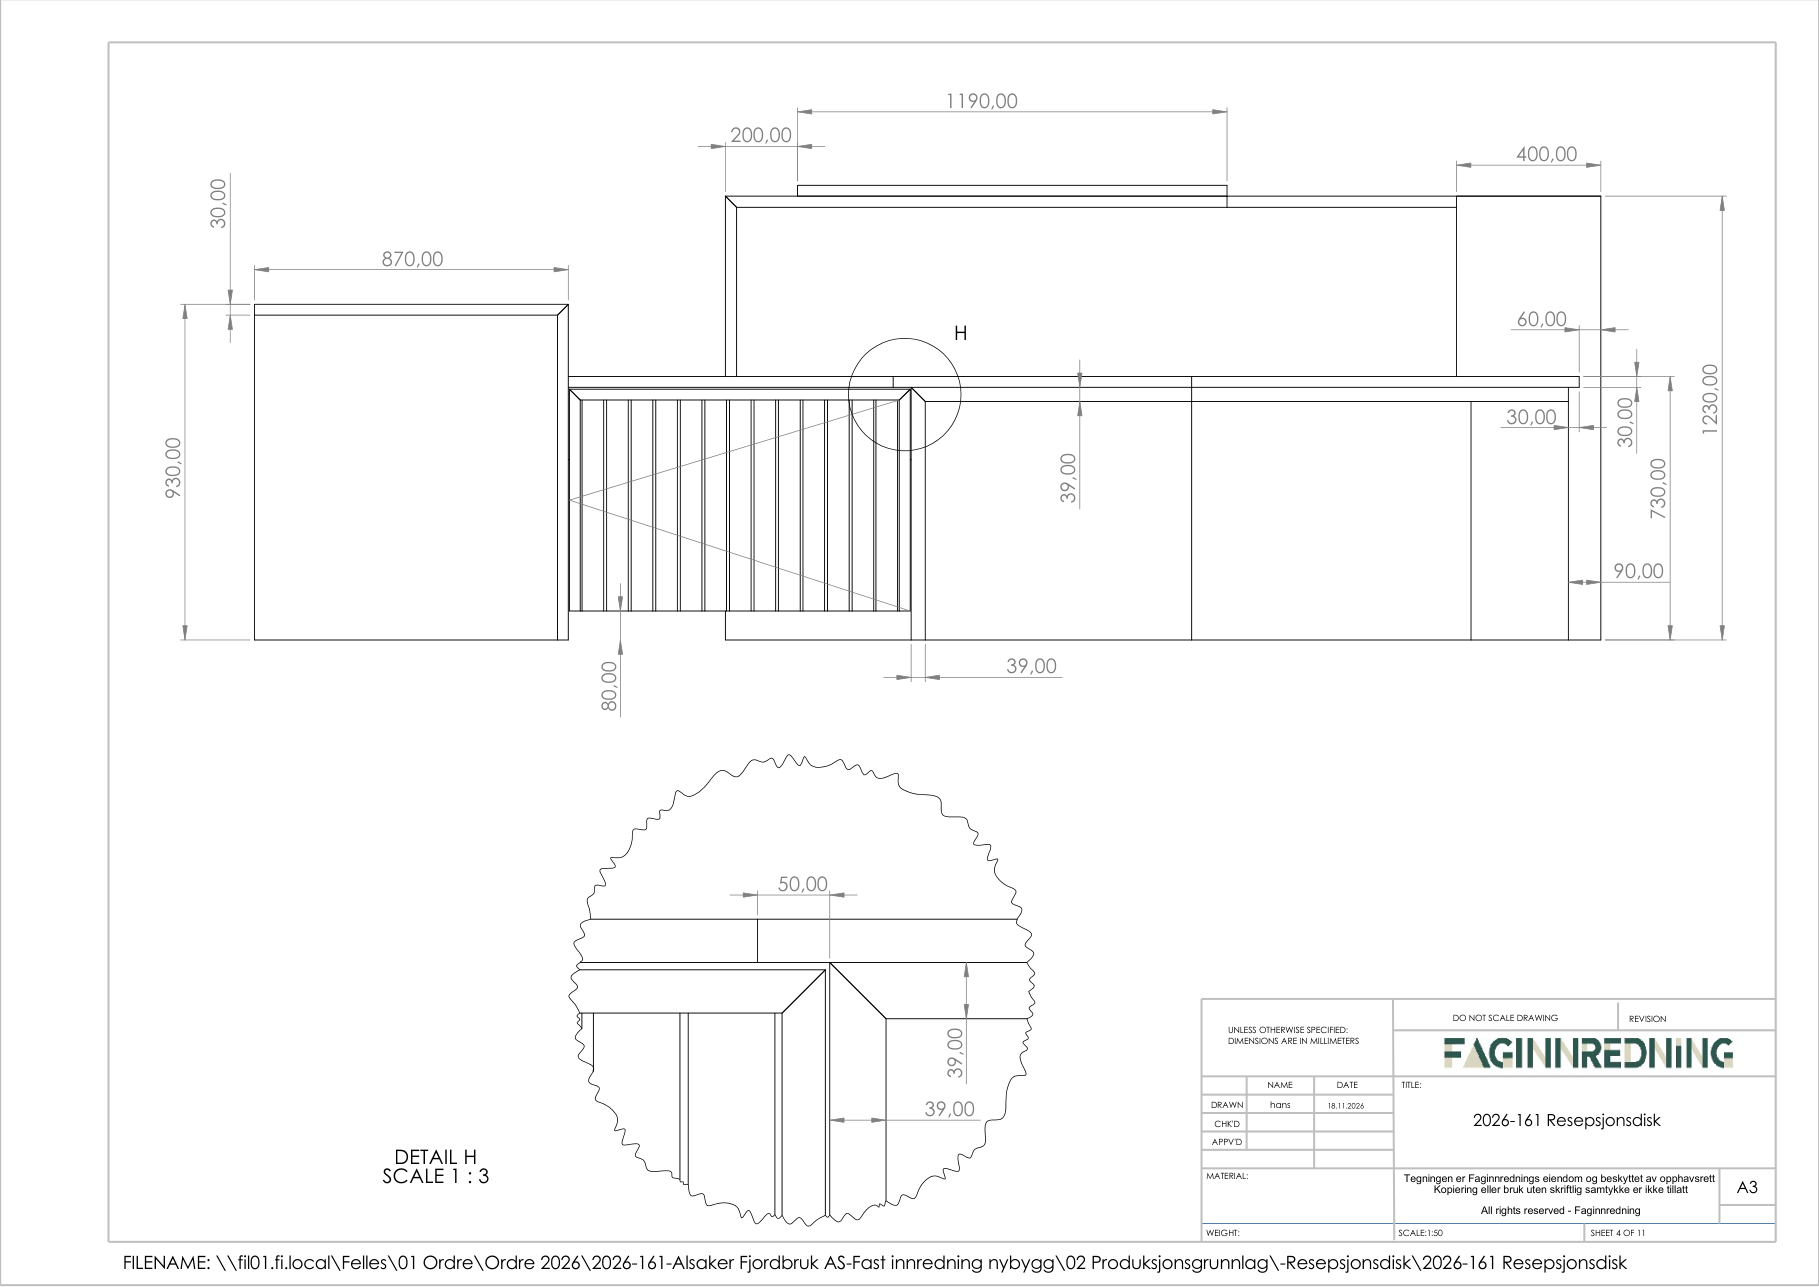 1190,00
200,00
400,00
30,00
870,00
60,00
H
1230,00
30,00
30,00
930,00
39,00
730,00
90,00
39,00
80,00
50,00
39,00
39,00
DETAIL H
SCALE 1 : 3
UNLESS OTHERWISE SPECIFIED:
DIMENSIONS ARE IN MILLIMETERS
DO NOT SCALE DRAWING
REVISION
FAGINNREDNING
NAME
DATE
TITLE:
DRAWN
hans
18.11.2026
CHK'D
APPV'D
2026-161 Resepsjonsdisk
MATERIAL:
Tegningen er Faginnrednings eiendom og beskyttet av opphavsrett
Kopiering eller bruk uten skriftlig samtykke er ikke tillatt
All rights reserved - Faginnredning
A3
WEIGHT:
SCALE:1:50
SHEET 4 OF 11
FILENAME: \\fil01.fi.local\Felles\01 Ordre\Ordre 2026\2026-161-Alsaker Fjordbruk AS-Fast innredning nybygg\02 Produksjonsgrunnlag\-Resepsjonsdisk\2026-161 Resepsjonsdisk